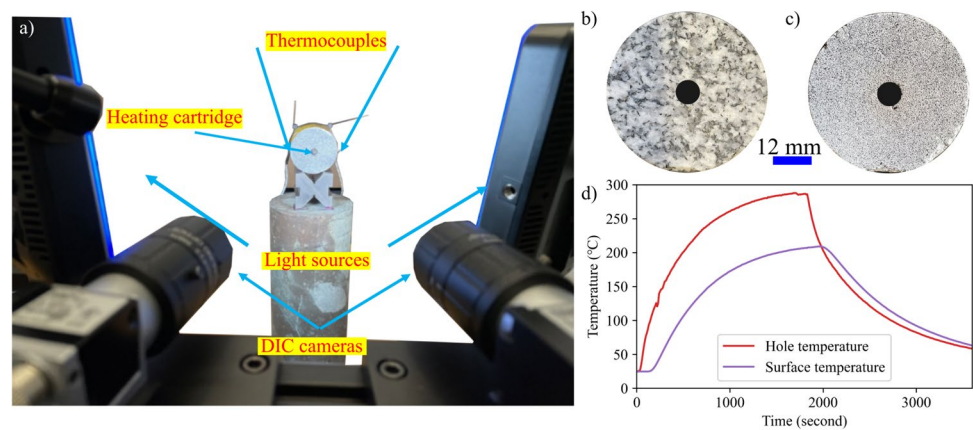 a)
Thermocouples
Heating cartridge
Light sources
DIC cameras
b)
c)
12 mm
d)
300
250
200
150
100
50
0
Temperature (℃)
Hole temperature
Surface temperature
0
1000
2000
3000
Time (second)